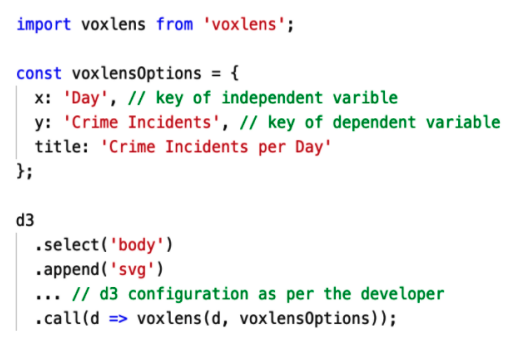 import voxlens from 'voxlens';
const voxlensOptions = {
x: 'Day', // key of independent varible
y: 'Crime Incidents', // key of dependent variable
title: 'Crime Incidents per Day'
};
d3
.select('body')
.append('svg')
... // d3 configuration as per the developer
.call(d => voxlens(d, voxlensOptions));